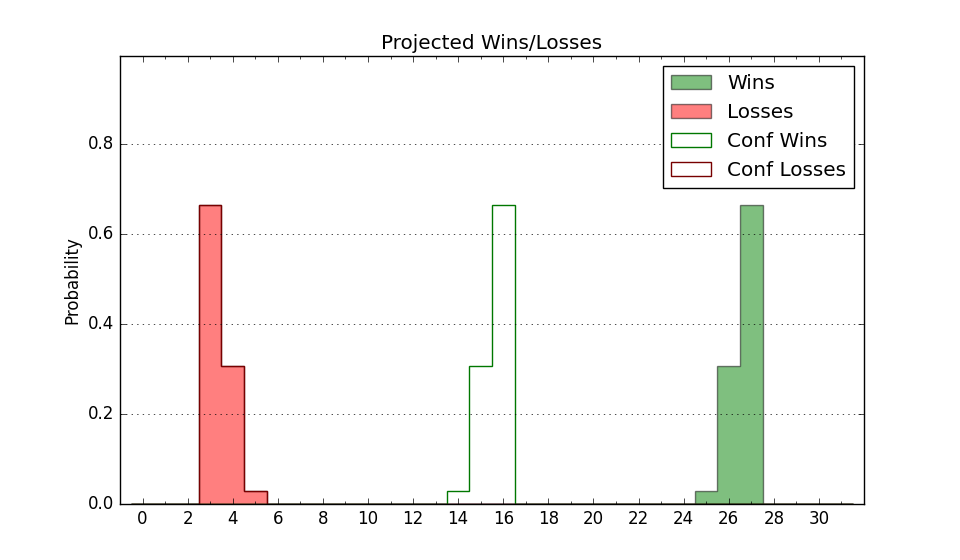 Projected Wins/Losses
Wins
Losses
Conf Wins
Conf Losses
Probability
0.8
0.6
0.4
0.2
0.0
0 2 4 6 8 10 12 14 16 18 20 22 24 26 28 30